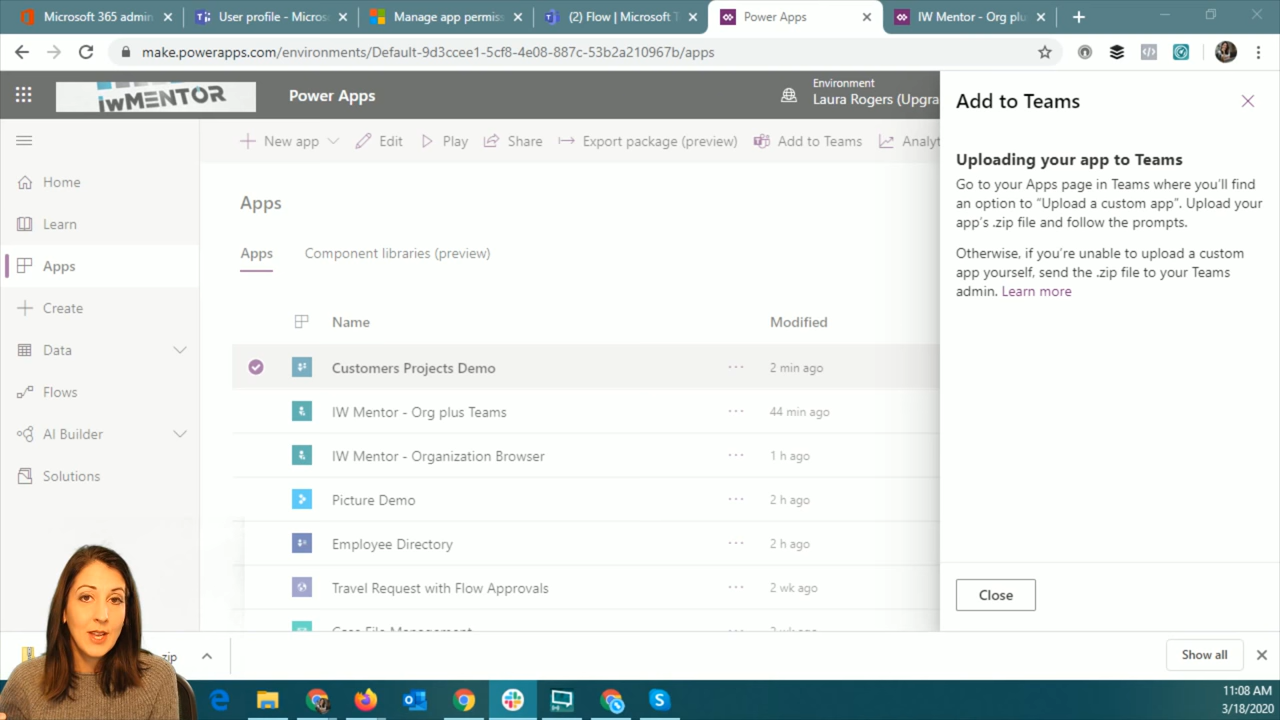 Microsoft 365 admin
User profile - Micros
Manage app permis
(2) Flow | Microsoft T
Power Apps
IW Mentor - Org plu
make.powerapps.com/environments/Default-9d3ccee1-5cf8-4e08-887c-53b2a210967b/apps
iwMENTOR
Power Apps
Environment
Laura Rogers (Upgra
New app
Edit
Play
Share
Export package (preview)
Add to Teams
Analyt
Home
Learn
Apps
Create
Data
Flows
AI Builder
Solutions
Apps
Apps
Component libraries (preview)
Name
Modified
Customers Projects Demo
2 min ago
IW Mentor - Org plus Teams
44 min ago
IW Mentor - Organization Browser
1 h ago
Picture Demo
2 h ago
Employee Directory
2 h ago
Travel Request with Flow Approvals
2 wk ago
Add to Teams
Uploading your app to Teams
Go to your Apps page in Teams where you'll find
an option to "Upload a custom app". Upload your
app's .zip file and follow the prompts.
Otherwise, if you're unable to upload a custom
app yourself, send the .zip file to your Teams
admin. Learn more
Close
.zip
Show all
11:08 AM
3/18/2020